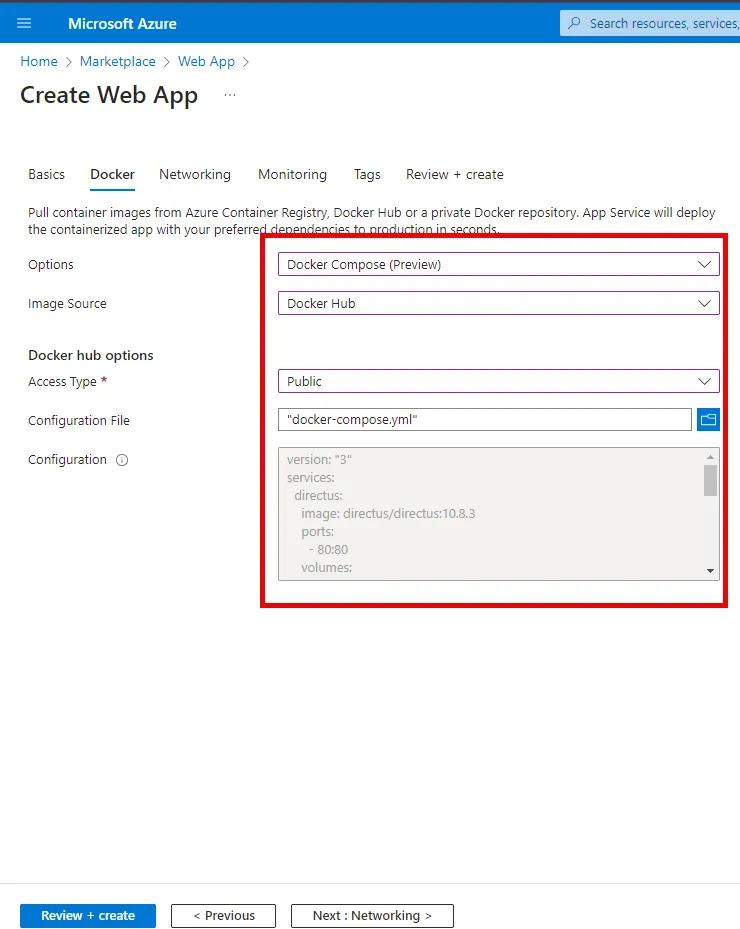 Microsoft Azure
Search resources, services,
Home > Marketplace > Web App >
Create Web App ...
Basics Docker Networking Monitoring Tags Review + create
Pull container images from Azure Container Registry, Docker Hub or a private Docker repository. App Service will deploy
the containerized app with your preferred dependencies to production in seconds.
Options Docker Compose (Preview)
Image Source Docker Hub
Docker hub options
Access Type * Public
Configuration File "docker-compose.yml"
Configuration version: "3"
services:
directus:
image: directus/directus:10.8.3
ports:
- 80:80
volumes:
Review + create < Previous Next : Networking >